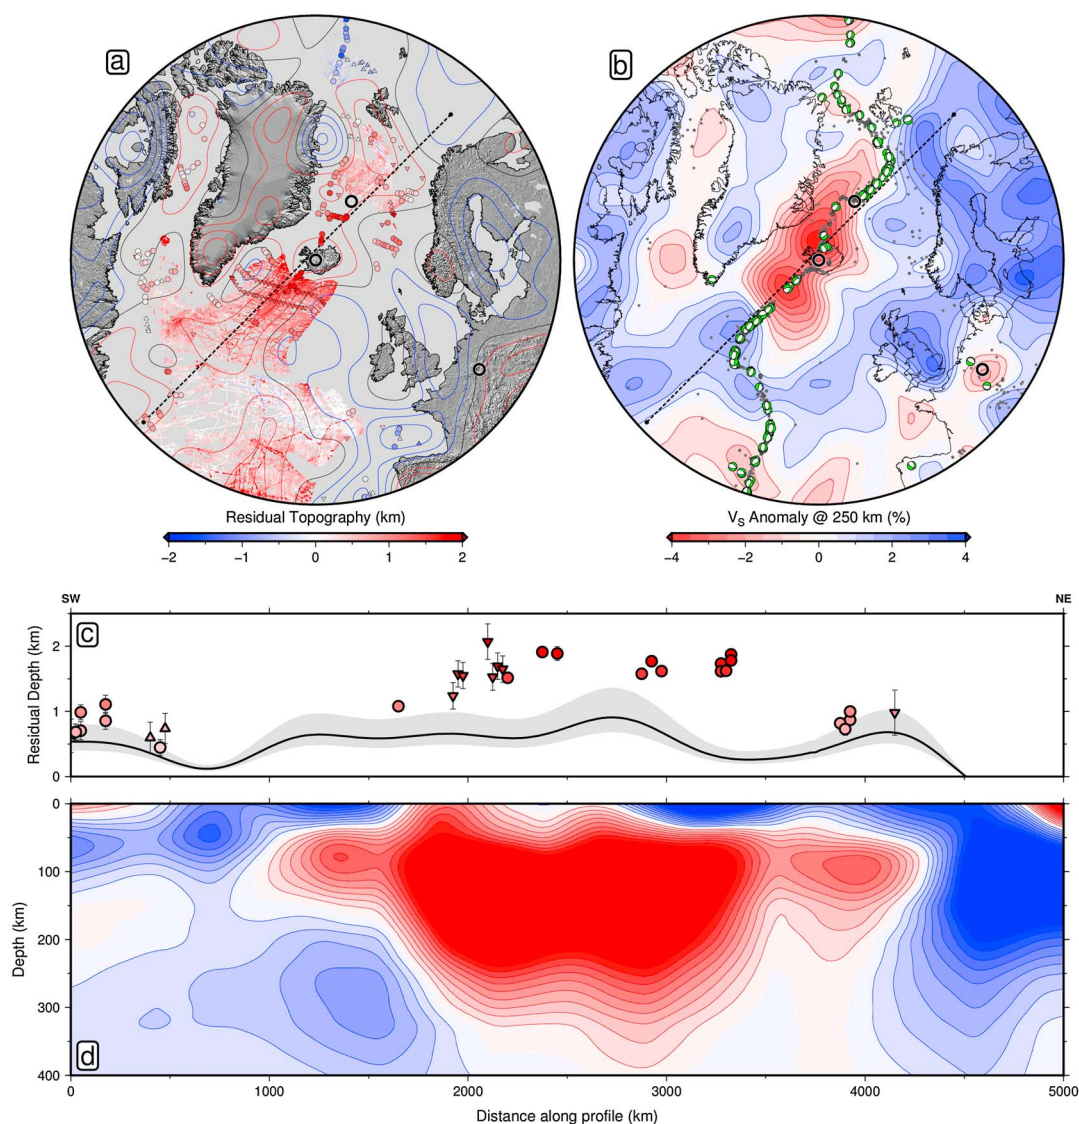 a
b
Residual Topography (km)
−2 −1 0 1 2
V_S Anomaly @ 250 km (%)
−4 −2 0 2 4
SW NE
c
Residual Depth (km)
2
1
0
d
Depth (km)
0
100
200
300
400
0 1000 2000 3000 4000 5000
Distance along profile (km)